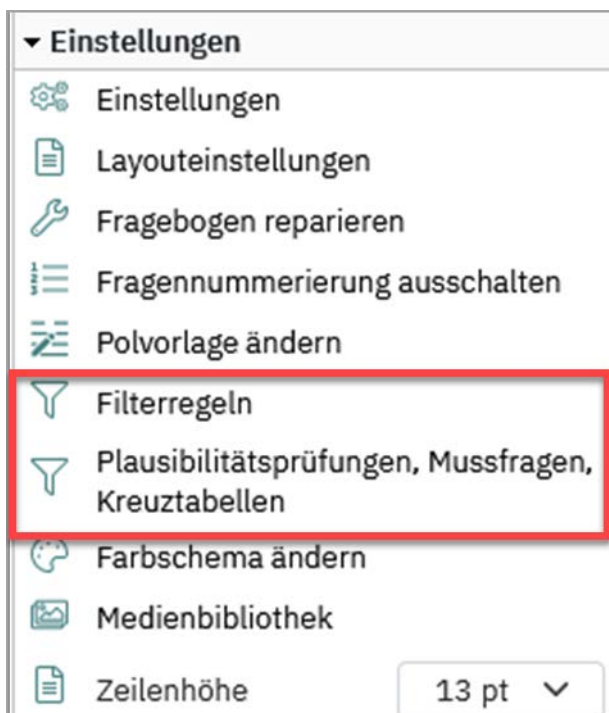 Einstellungen
Einstellungen
Layouteinstellungen
Fragebogen reparieren
Fragennummerierung ausschalten
Polvorlage ändern
Filterregeln
Plausibilitätsprüfungen, Mussfragen,
Kreuztabellen
Farbschema ändern
Medienbibliothek
Zeilenhöhe 13 pt